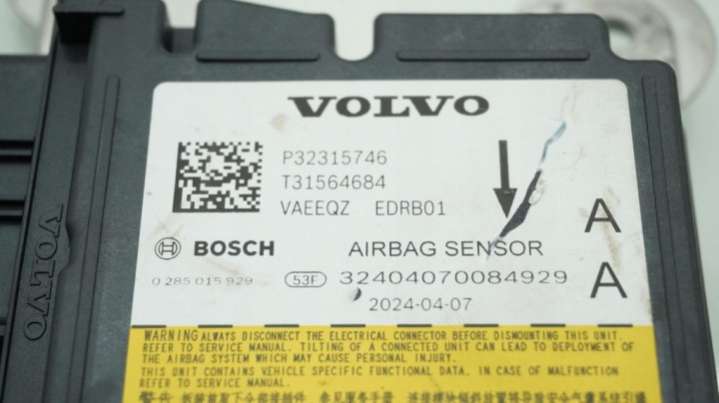 VOLVO
P32315746
T31564684
VAEEQZ EDRB01
A
BOSCH
AIRBAG SENSOR
0 285 015 929
53F
32404070084929
A
2024-04-07
WARNING ALWAYS DISCONNECT THE ELECTRICAL CONNECTOR BEFORE DISMOUNTING THIS UNIT.
REFER TO SERVICE MANUAL. TILTING OF A CONNECTED UNIT CAN LEAD TO DEPLOYMENT OF
THE AIRBAG SYSTEM WHICH MAY CAUSE PERSONAL INJURY.
THIS UNIT CONTAINS VEHICLE SPECIFIC FUNCTIONAL DATA. IN CASE OF MALFUNCTION
REFER TO SERVICE MANUAL.
VOLVO